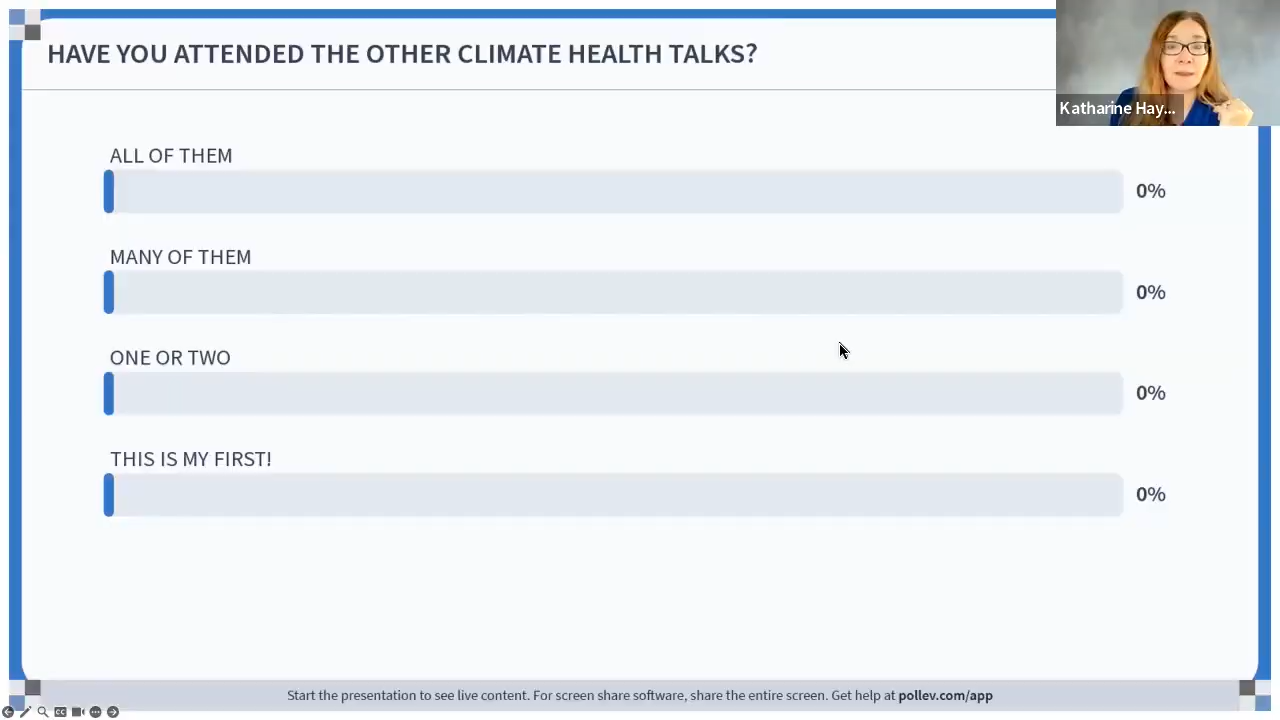 HAVE YOU ATTENDED THE OTHER CLIMATE HEALTH TALKS?
Katharine Hay...
ALL OF THEM
0%
MANY OF THEM
0%
ONE OR TWO
0%
THIS IS MY FIRST!
0%
Start the presentation to see live content. For screen share software, share the entire screen. Get help at pollev.com/app